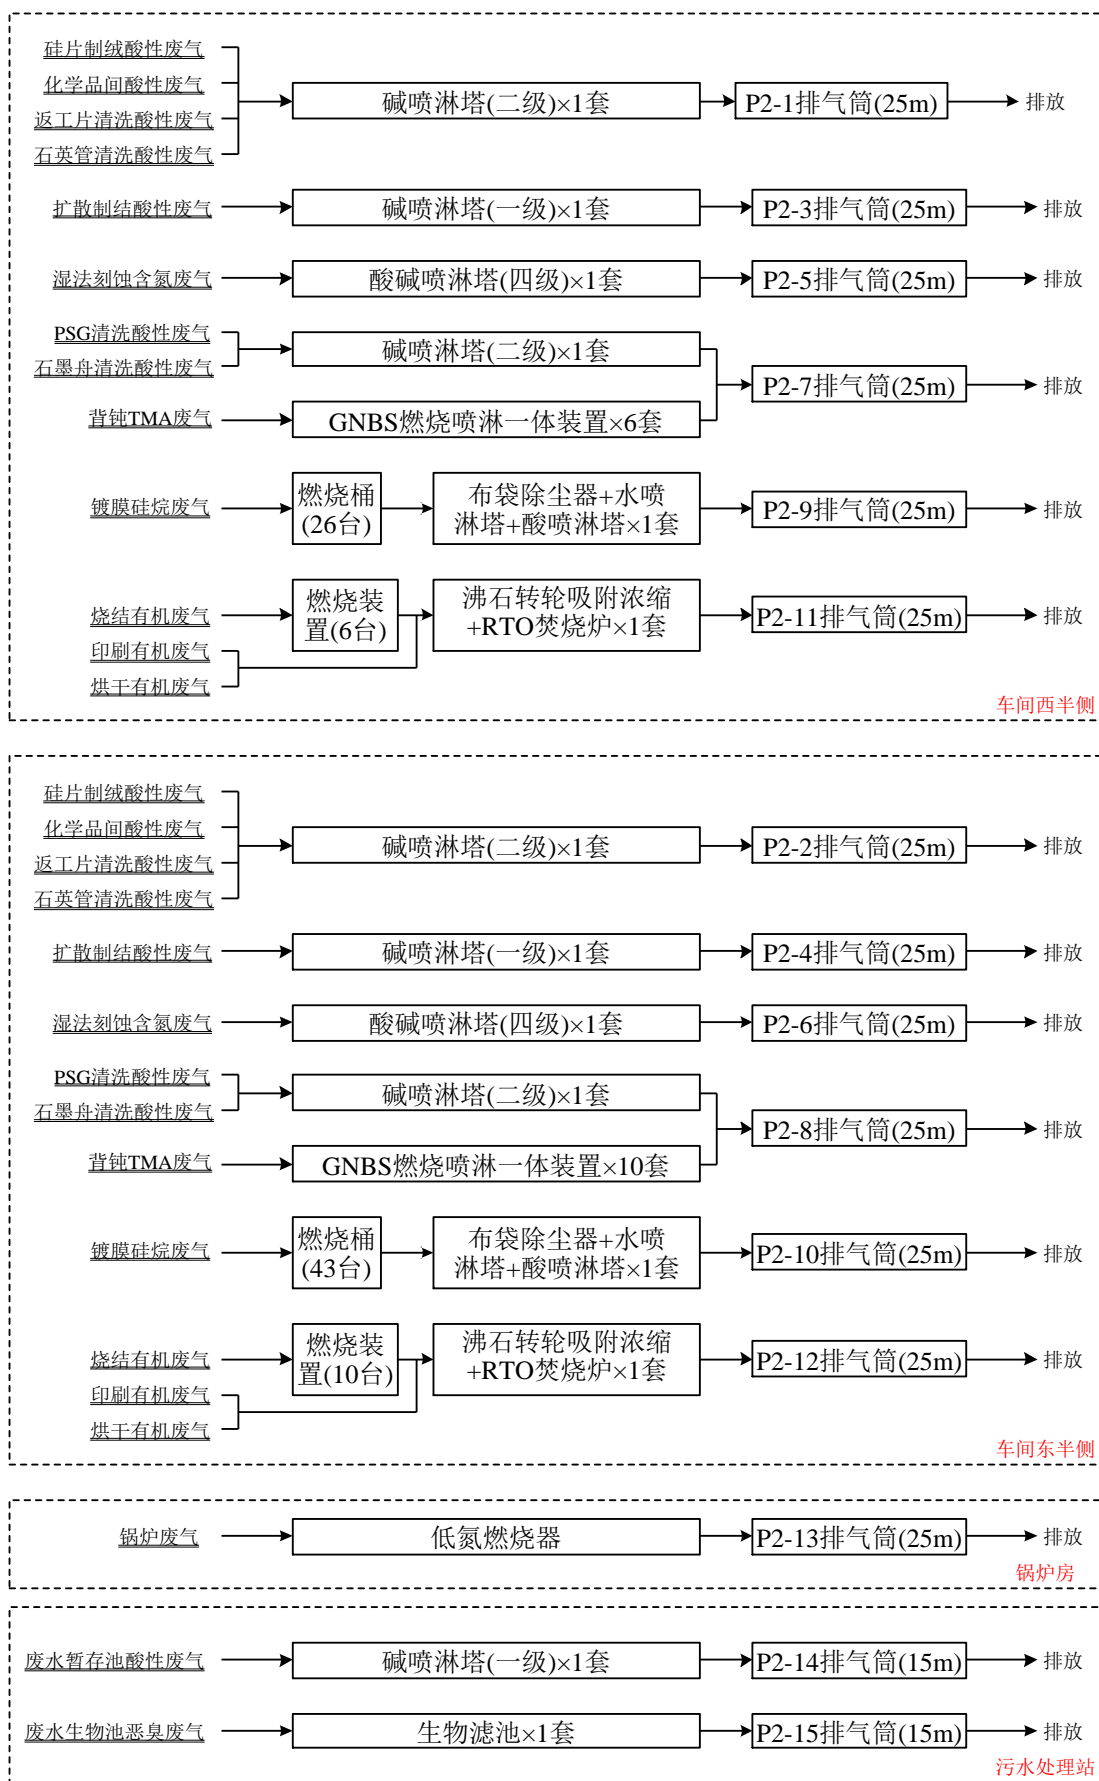 硅片制绒酸性废气
化学品间酸性废气
返工片清洗酸性废气
石英管清洗酸性废气
碱喷淋塔(二级)×1套
P2-1排气筒(25m)
排放
扩散制结酸性废气
碱喷淋塔(一级)×1套
P2-3排气筒(25m)
排放
湿法刻蚀含氮废气
酸碱喷淋塔(四级)×1套
P2-5排气筒(25m)
排放
PSG清洗酸性废气
石墨舟清洗酸性废气
碱喷淋塔(二级)×1套
背钝TMA废气
GNBS燃烧喷淋一体装置×6套
P2-7排气筒(25m)
排放
镀膜硅烷废气
燃烧桶
(26台)
布袋除尘器+水喷
淋塔+酸喷淋塔×1套
P2-9排气筒(25m)
排放
烧结有机废气
印刷有机废气
烘干有机废气
燃烧装
置(6台)
沸石转轮吸附浓缩
+RTO焚烧炉×1套
P2-11排气筒(25m)
排放
车间西半侧
硅片制绒酸性废气
化学品间酸性废气
返工片清洗酸性废气
石英管清洗酸性废气
碱喷淋塔(二级)×1套
P2-2排气筒(25m)
排放
扩散制结酸性废气
碱喷淋塔(一级)×1套
P2-4排气筒(25m)
排放
湿法刻蚀含氮废气
酸碱喷淋塔(四级)×1套
P2-6排气筒(25m)
排放
PSG清洗酸性废气
石墨舟清洗酸性废气
碱喷淋塔(二级)×1套
背钝TMA废气
GNBS燃烧喷淋一体装置×10套
P2-8排气筒(25m)
排放
镀膜硅烷废气
燃烧桶
(43台)
布袋除尘器+水喷
淋塔+酸喷淋塔×1套
P2-10排气筒(25m)
排放
烧结有机废气
印刷有机废气
烘干有机废气
燃烧装
置(10台)
沸石转轮吸附浓缩
+RTO焚烧炉×1套
P2-12排气筒(25m)
排放
车间东半侧
锅炉废气
低氮燃烧器
P2-13排气筒(25m)
排放
锅炉房
废水暂存池酸性废气
碱喷淋塔(一级)×1套
P2-14排气筒(15m)
排放
废水生物池恶臭废气
生物滤池×1套
P2-15排气筒(15m)
排放
污水处理站